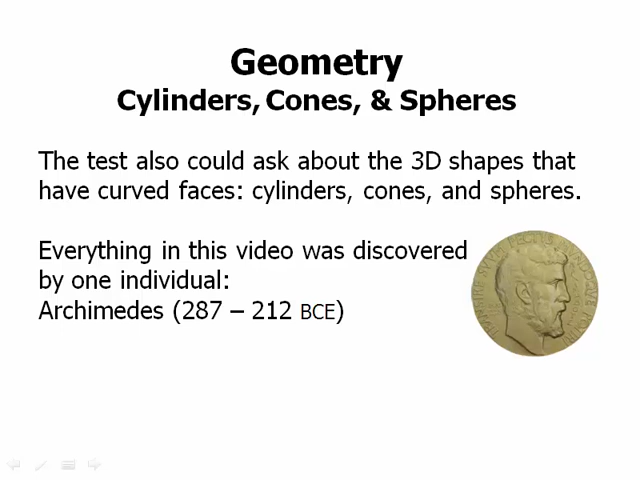 Geometry
Cylinders, Cones, & Spheres
The test also could ask about the 3D shapes that
have curved faces: cylinders, cones, and spheres.
Everything in this video was discovered
by one individual:
Archimedes (287 – 212 BCE)